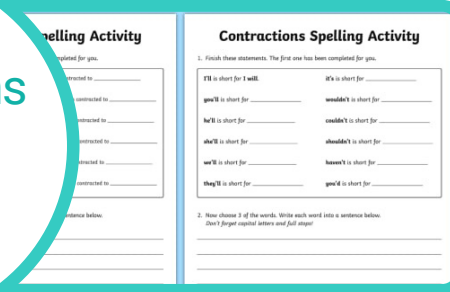 ns
pelling Activity
mpleted for you.
ntracted to
contracted to
ontracted to
contracted to
ntracted to
contracted to
entence below.
Contractions Spelling Activity
1. Finish these statements. The first one has been completed for you.
I'll is short for I will.
it's is short for
you'll is short for
wouldn't is short for
he'll is short for
couldn't is short for
she'll is short for
shouldn't is short for
we'll is short for
haven't is short for
they'll is short for
you'd is short for
2. Now choose 3 of the words. Write each word into a sentence below.
Don't forget capital letters and full stops!